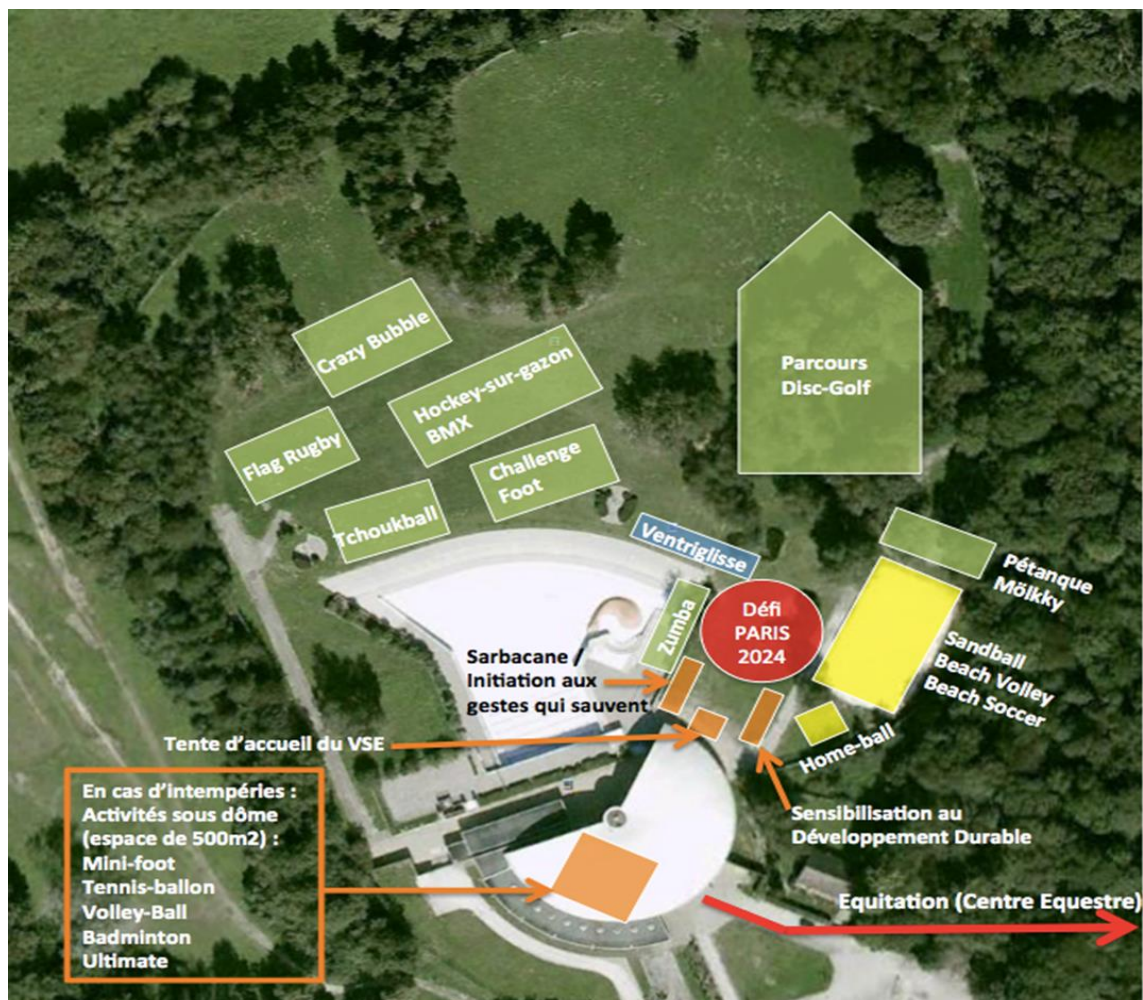 Crazy Bubble
Hockey-sur-gazon
BMX
Flag Rugby
Challenge
Foot
Tchoukball
Parcours
Disc-Golf
Ventriglisse
Pétanque
Mölkky
Zumba
Défi
PARIS
2024
Sandball
Beach Volley
Beach Soccer
Home-ball
Sarbacane /
Initiation aux
gestes qui sauvent
Tente d’accueil du VSE
En cas d’intempéries :
Activités sous dôme
(espace de 500m2) :
Mini-foot
Tennis-ballon
Volley-Ball
Badminton
Ultimate
Sensibilisation au
Développement Durable
Equitation (Centre Equestre)